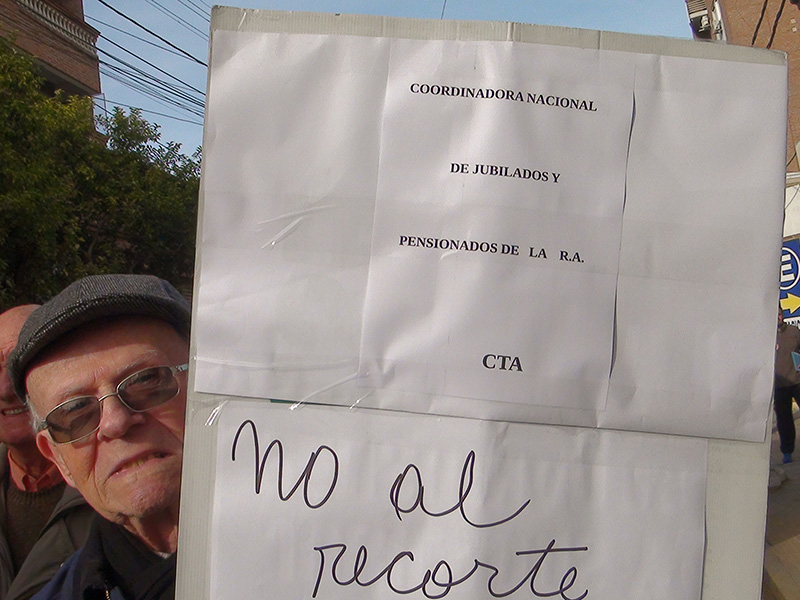 COORDINADORA NACIONAL
DE JUBILADOS Y
PENSIONADOS DE LA R.A.
CTA
NO al
recorte
E